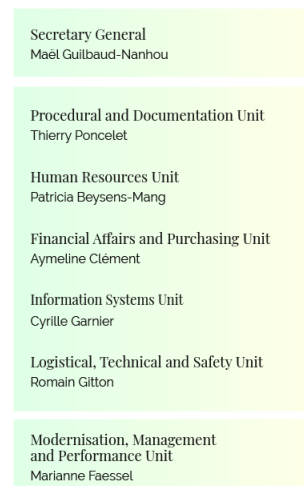 Secretary General
Maël Guilbaud-Nanhou
Procedural and Documentation Unit
Thierry Poncelet
Human Resources Unit
Patricia Beysens-Mang
Financial Affairs and Purchasing Unit
Aymeline Clément
Information Systems Unit
Cyrille Garnier
Logistical, Technical and Safety Unit
Romain Gitton
Modernisation, Management
and Performance Unit
Marianne Faessel